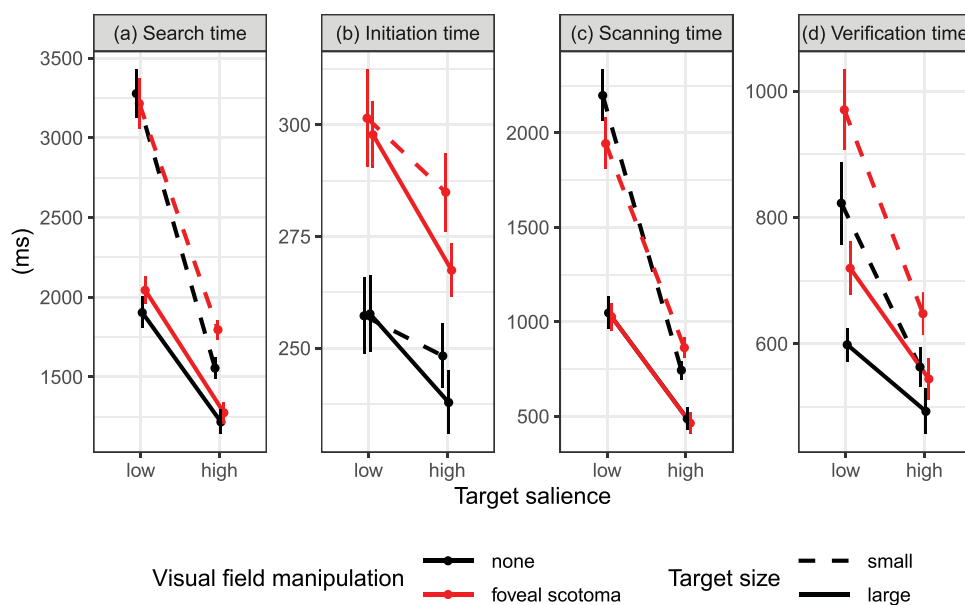 (a) Search time
(b) Initiation time
(c) Scanning time
(d) Verification time
(ms)
3500
3000
2500
2000
1500
300
275
250
2000
1500
1000
500
1000
800
600
low high
low high
low high
low high
Target salience
Visual field manipulation
none
foveal scotoma
Target size
small
large